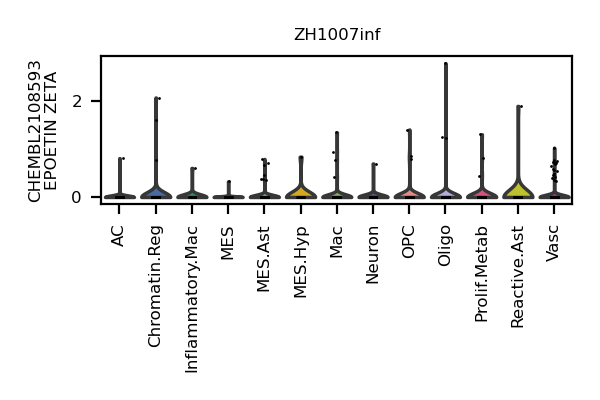 ZH1007inf
CHEMBL2108593
EPOETIN ZETA
2
0
AC
Chromatin.Reg
Inflammatory.Mac
MES
MES.Ast
MES.Hyp
Mac
Neuron
OPC
Oligo
Prolif.Metab
Reactive.Ast
Vasc